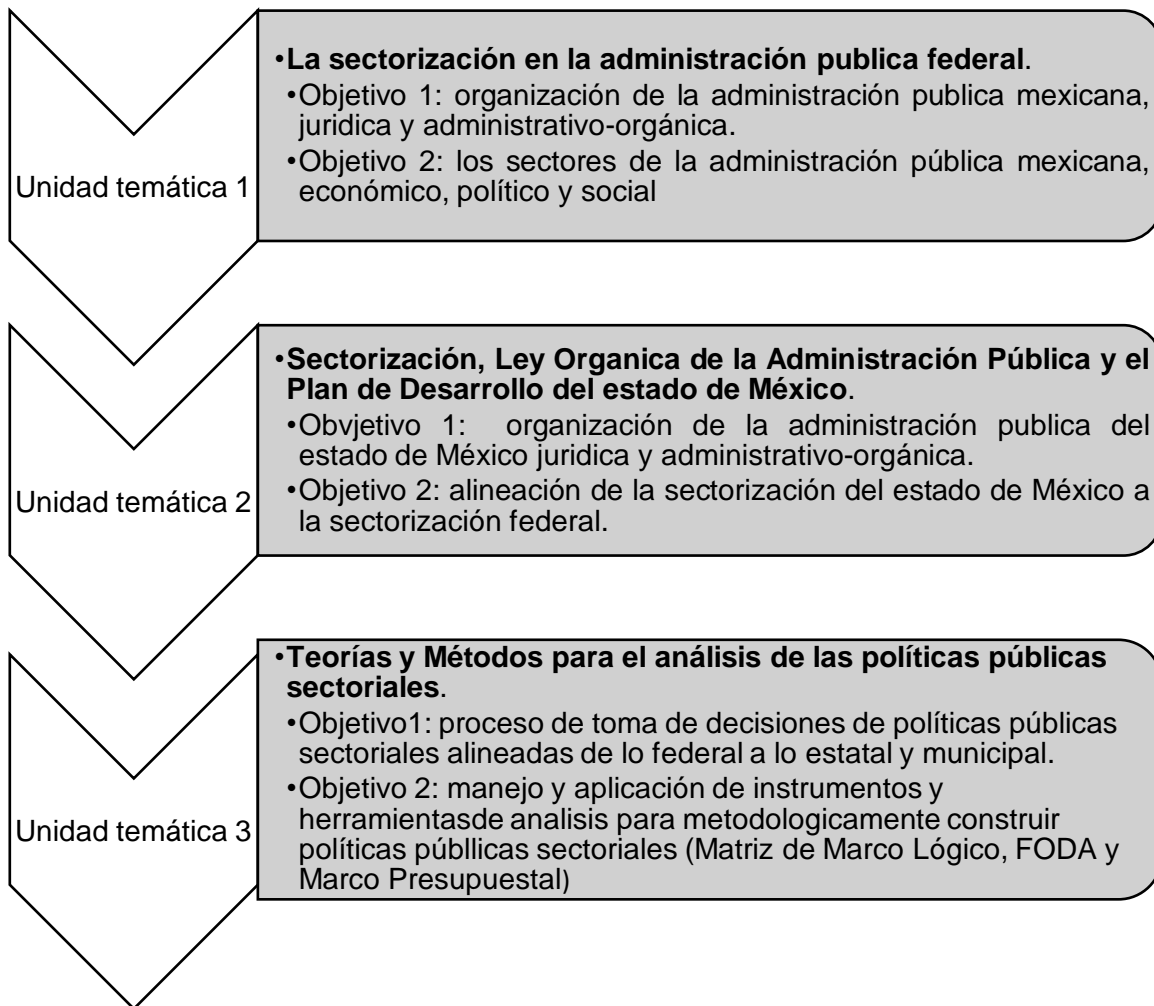 Unidad temática 1
•La sectorización en la administración publica federal.
•Objetivo 1: organización de la administración publica mexicana,
juridica y administrativo-orgánica.
•Objetivo 2: los sectores de la administración pública mexicana,
económico, político y social
Unidad temática 2
•Sectorización, Ley Organica de la Administración Pública y el
Plan de Desarrollo del estado de México.
•Obvjetivo 1: organización de la administración publica del
estado de México juridica y administrativo-orgánica.
•Objetivo 2: alineación de la sectorización del estado de México a
la sectorización federal.
Unidad temática 3
•Teorías y Métodos para el análisis de las políticas públicas
sectoriales.
•Objetivo1: proceso de toma de decisiones de políticas públicas
sectoriales alineadas de lo federal a lo estatal y municipal.
•Objetivo 2: manejo y aplicación de instrumentos y
herramientasde analisis para metodologicamente construir
políticas públlicas sectoriales (Matriz de Marco Lógico, FODA y
Marco Presupuestal)